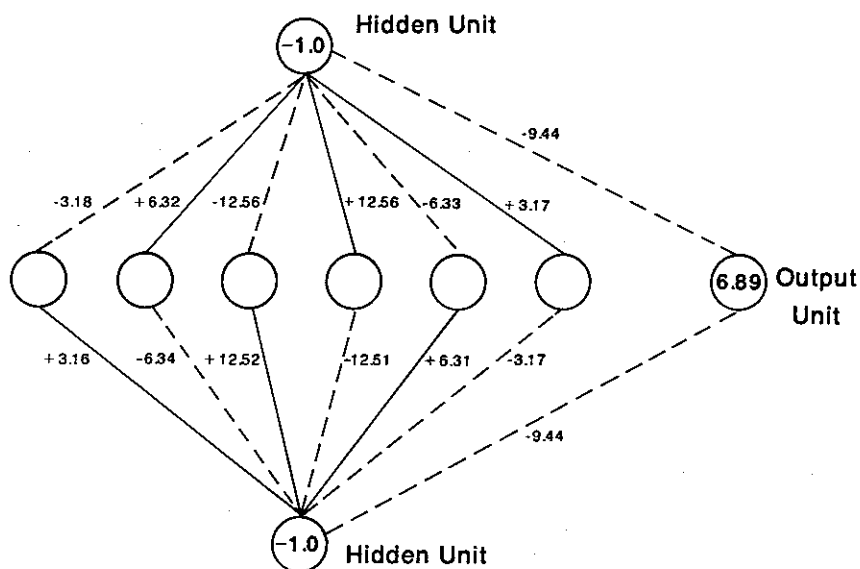 Hidden Unit
−1.0
-9.44
-3.18 +6.32 -12.56 +12.56 -6.33 +3.17
6.89 Output
Unit
+3.16 -6.34 +12.52 -12.51 +6.31 -3.17
-9.44
−1.0
Hidden Unit